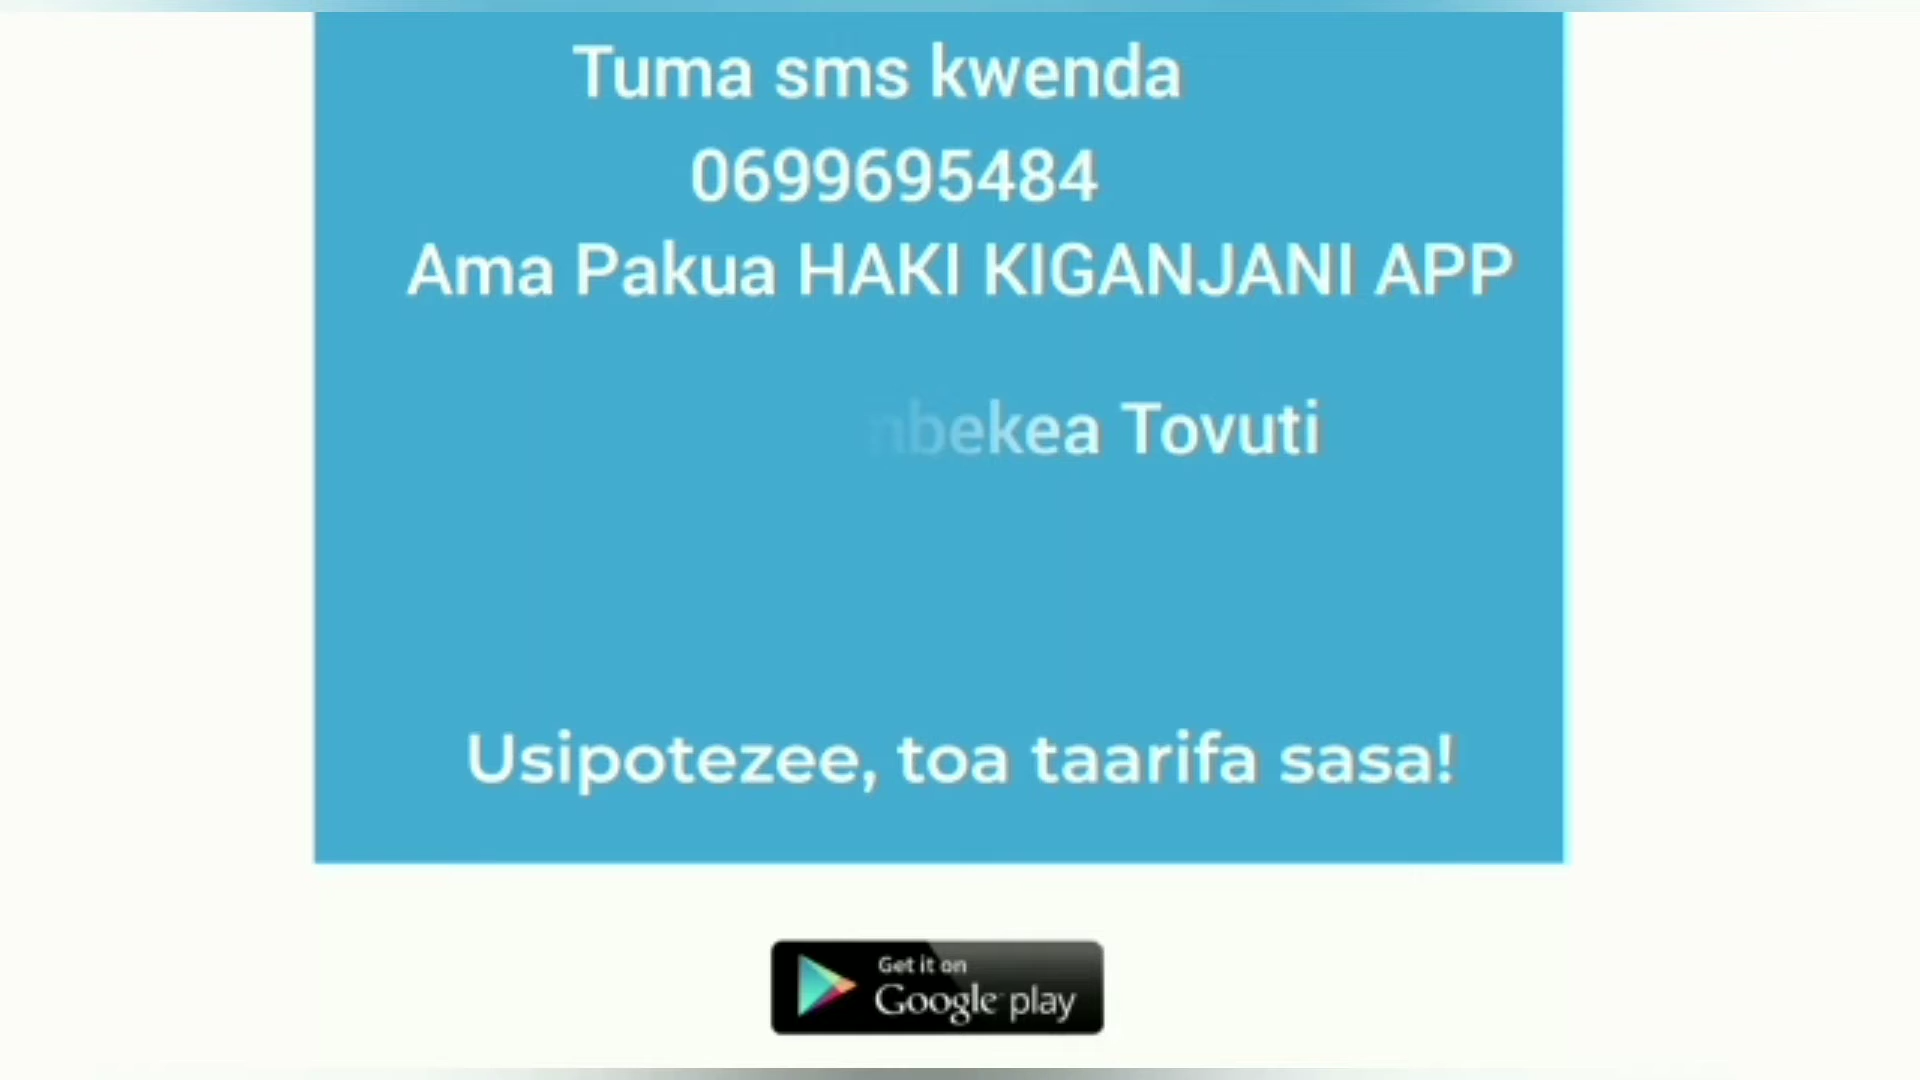 Tuma sms kwenda
0699695484
Ama Pakua HAKI KIGANJANI APP
Tovuti
Usipotezee, toa taarifa sasa!
Get it on
Google play